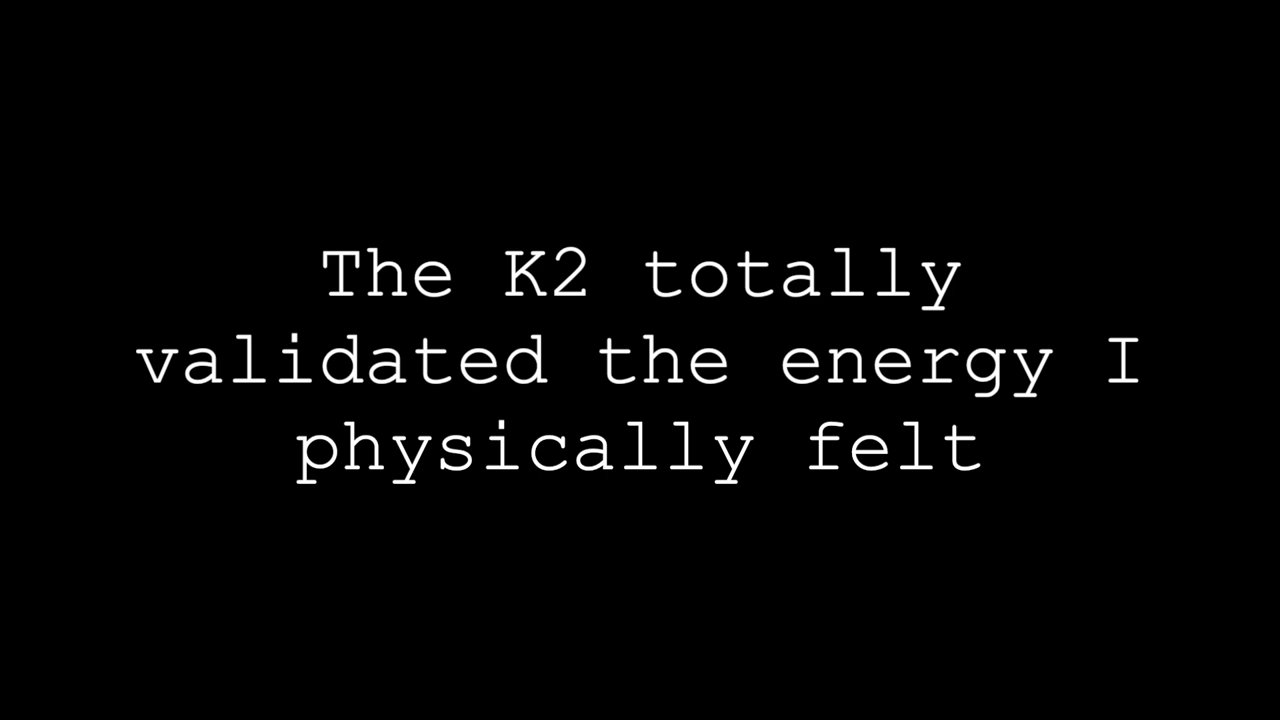 The K2 totally
validated the energy I
physically felt